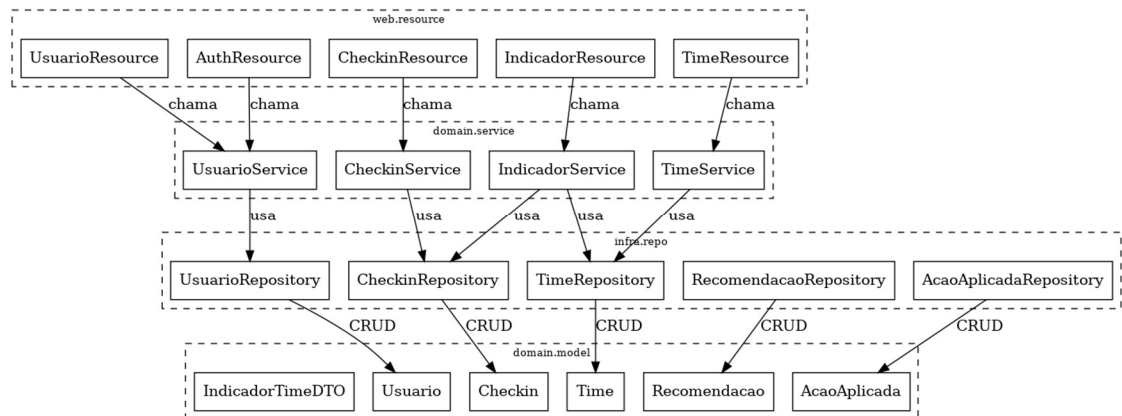 web.resource
UsuarioResource AuthResource CheckinResource IndicadorResource TimeResource
chama chama chama chama chama
domain.service
UsuarioService CheckinService IndicadorService TimeService
usa usa usa usa usa
infra.repo
UsuarioRepository CheckinRepository TimeRepository RecomendacaoRepository AcaoAplicadaRepository
CRUD CRUD CRUD CRUD CRUD
domain.model
IndicadorTimeDTO Usuario Checkin Time Recomendacao AcaoAplicada